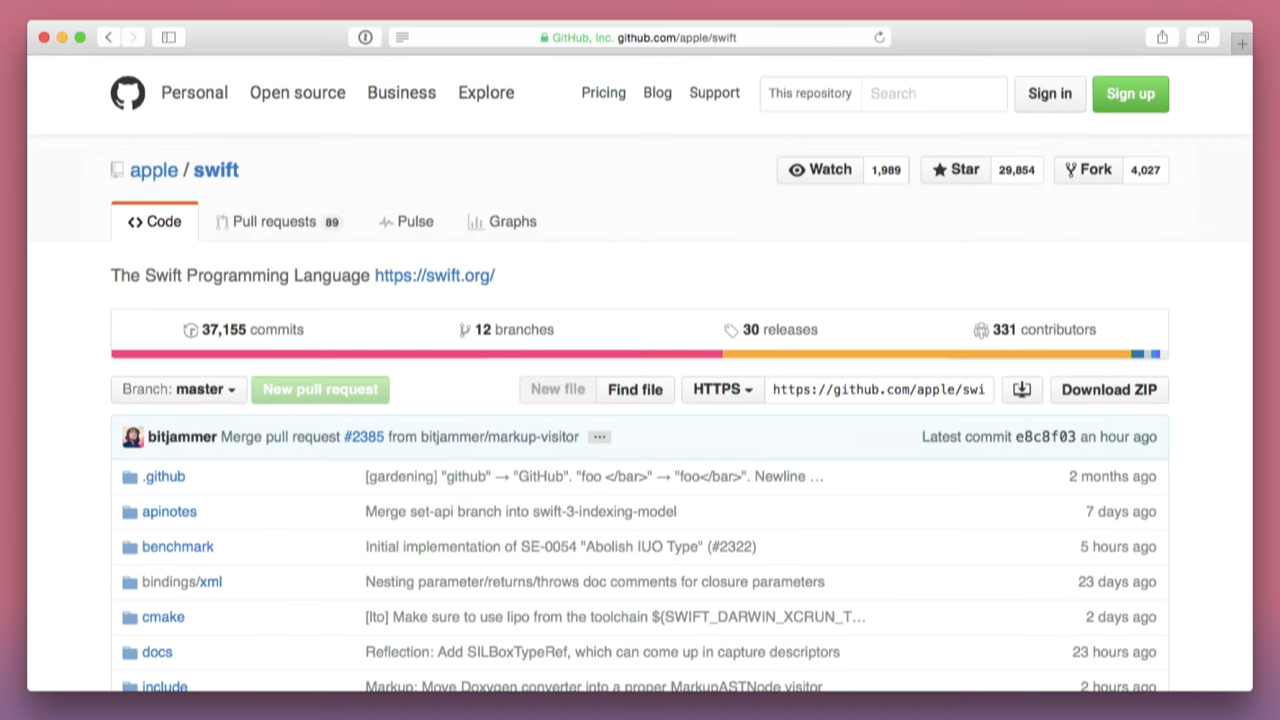 GitHub, Inc. github.com/apple/swift
Personal Open source Business Explore Pricing Blog Support This repository Search Sign in Sign up
apple / swift Watch 1,989 Star 29,854 Fork 4,027
Code Pull requests 89 Pulse Graphs
The Swift Programming Language https://swift.org/
37,155 commits 12 branches 30 releases 331 contributors
Branch: master New pull request New file Find file HTTPS https://github.com/apple/swi Download ZIP
bitjammer Merge pull request #2385 from bitjammer/markup-visitor ... Latest commit e8c8f03 an hour ago
.github [gardening] "github" → "GitHub". "foo </bar>" → "foo</bar>". Newline … 2 months ago
apinotes Merge set-api branch into swift-3-indexing-model 7 days ago
benchmark Initial implementation of SE-0054 "Abolish IUO Type" (#2322) 5 hours ago
bindings/xml Nesting parameter/returns/throws doc comments for closure parameters 23 days ago
cmake [lto] Make sure to use lipo from the toolchain ${SWIFT_DARWIN_XCRUN_T… 2 days ago
docs Reflection: Add SILBoxTypeRef, which can come up in capture descriptors 23 hours ago
include Markup: Move Doxygen converter into a proper MarkupASTNode visitor 2 hours ago